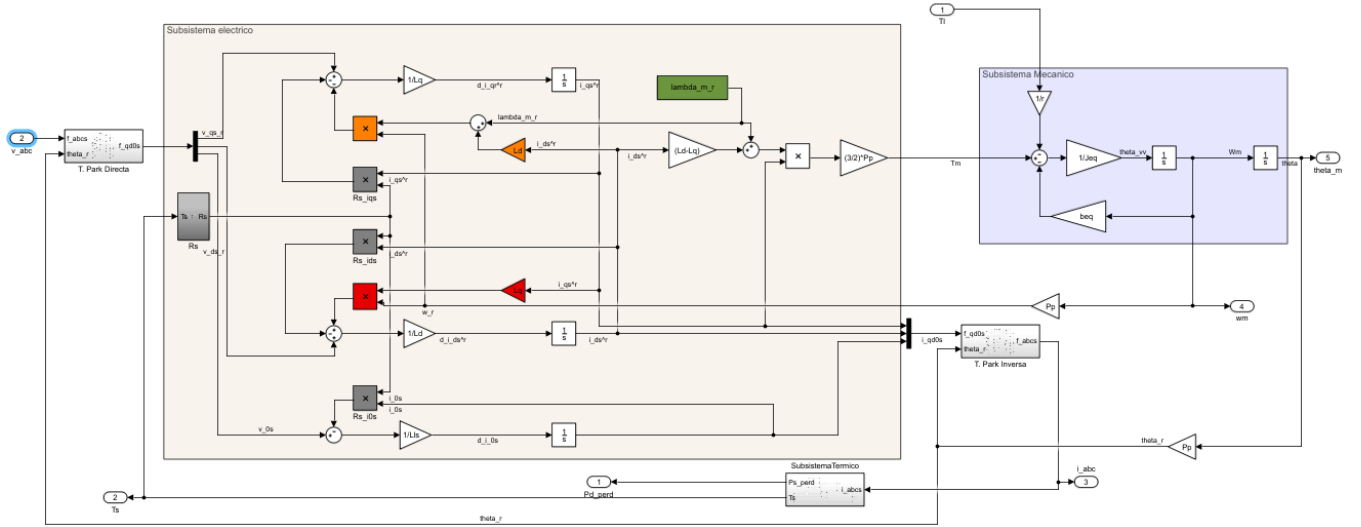 1
Tl
Subsistema electrico
Subsistema Mecanico
1/r
2
v_abc
f_abcs
theta_r
f_qd0s
T. Park Directa
v_qs_r
v_ds_r
v_0s
Ts
Rs
Rs
1/Lq
d_i_qr^r
1
s
i_qs^r
lambda_m_r
lambda_m_r
×
Ld
i_ds^r
i_ds^r
(Ld-Lq)
×
(3/2)*Pp
Tm
1/Jeq
theta_vv
1
s
Wm
1
s
theta
5
theta_m
beq
×
Rs_iqs
i_qs^r
×
Rs_ids
i_ds^r
×
Lq
i_qs^r
w_r
Pp
4
wm
1/Ld
d_i_ds^r
1
s
i_ds^r
i_qd0s
f_qd0s
theta_r
f_abcs
T. Park Inversa
×
Rs_i0s
i_0s
i_0s
1/Lls
d_i_0s
1
s
theta_r
Pp
SubsistemaTermico
Ps_perd
Ts
i_abcs
1
Pd_perd
i_abc
3
2
Ts
theta_r